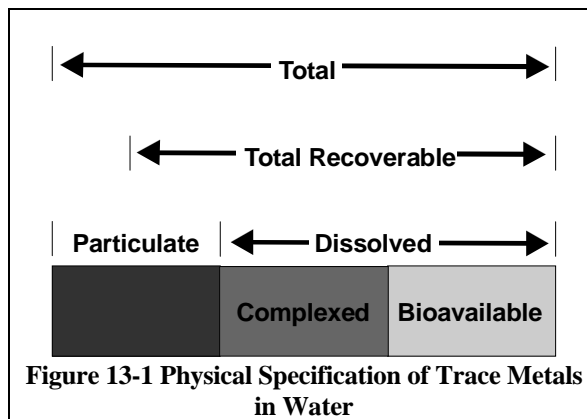 Total
Total Recoverable
Particulate Dissolved
Complexed Bioavailable
Figure 13-1 Physical Specification of Trace Metals
in Water